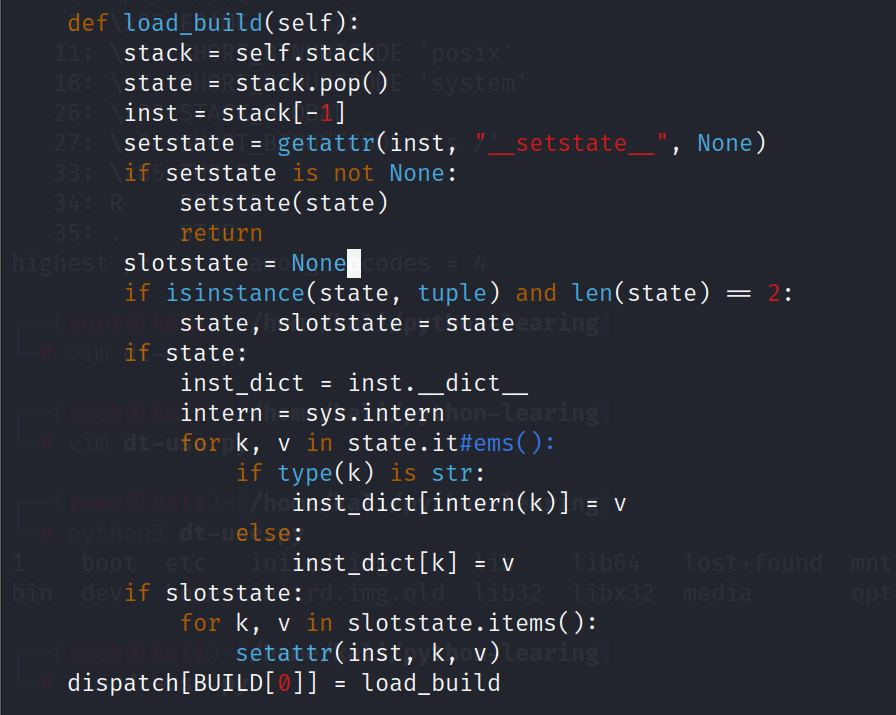 def load_build(self):
    stack = self.stack
    state = stack.pop()
    inst = stack[-1]
    setstate = getattr(inst, "__setstate__", None)
    if setstate is not None:
        setstate(state)
        return
    slotstate = None
    if isinstance(state, tuple) and len(state) == 2:
        state, slotstate = state
    if state:
        inst_dict = inst.__dict__
        intern = sys.intern
        for k, v in state.it#ems():
            if type(k) is str:
                inst_dict[intern(k)] = v
            else:
                inst_dict[k] = v
    if slotstate:
        for k, v in slotstate.items():
            setattr(inst, k, v)
dispatch[BUILD[0]] = load_build